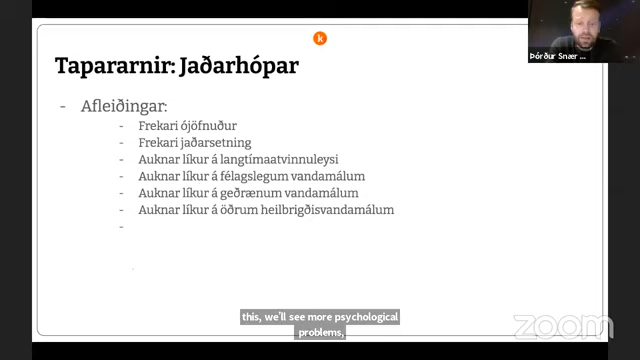 k
Þórður Snær ...
Tapararnir: Jaðarhópar
- Afleiðingar:
- Frekari ójöfnuður
- Frekari jaðarsetning
- Auknar líkur á langtímaatvinnuleysi
- Auknar líkur á félagslegum vandamálum
- Auknar líkur á geðrænum vandamálum
- Auknar líkur á öðrum heilbrigðisvandamálum
-
this, we'll see more psychological
problems,
zoom